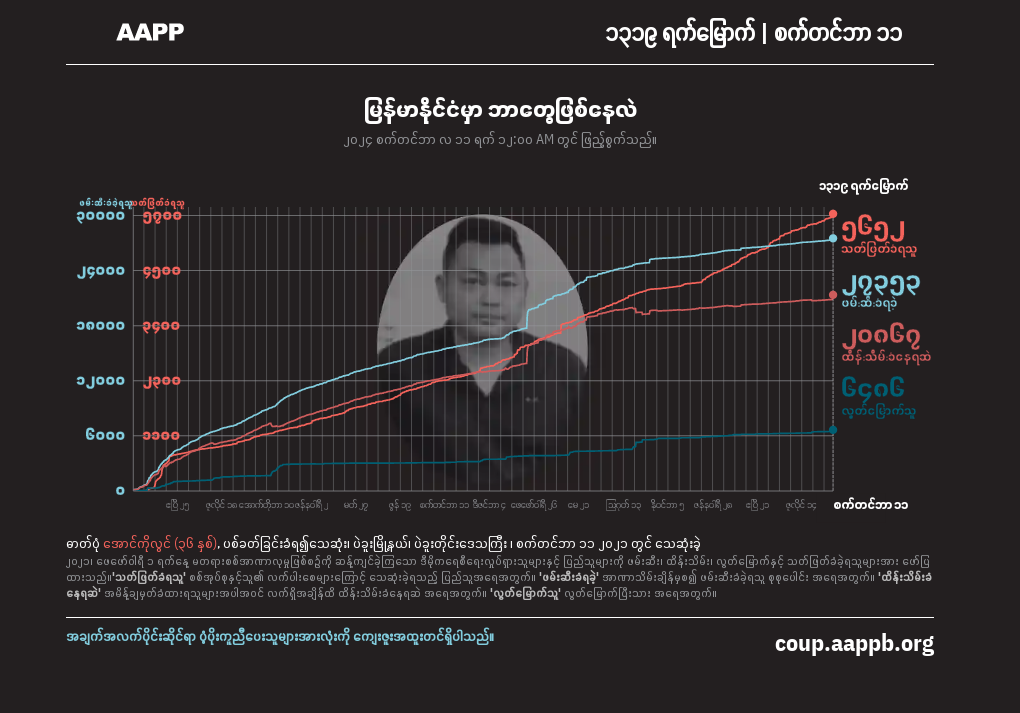 AAPP
၁၃၁၉ ရက်မြောက် | စက်တင်ဘာ ၁၁
မြန်မာနိုင်ငံမှာ ဘာတွေဖြစ်နေလဲ
၂၀၂၄ စက်တင်ဘာ လ ၁၁ ရက် ၁၂:၀၀ AM တွင် ဖြည့်စွက်သည်။
၁၃၁၉ ရက်မြောက်
ဖမ်းဆီးခံခဲ့ရသူ သတ်ဖြတ်ခံရသူ
၃၀၀၀၀ ၅၇၀၀
၅၆၅၂
သတ်ဖြတ်ခံရသူ
၂၄၀၀၀ ၄၅၀၀
၂၇၃၅၃
ဖမ်းဆီးခံရခဲ့
၁၈၀၀၀ ၃၄၀၀
၂၀၈၆၇
ထိန်းသိမ်းခံနေရဆဲ
၁၂၀၀၀ ၂၃၀၀
၆၄၈၆
လွတ်မြောက်သူ
၆၀၀၀ ၁၁၀၀
၀
ဧပြီ ၂၅ ဇူလိုင် ၁၈ အောက်တိုဘာ ၁၀ ဇန်နဝါရီ ၂ မတ် ၂၇ ဇွန် ၁၉ စက်တင်ဘာ ၁၁ ဒီဇင်ဘာ ၄ ဖေဖော်ဝါရီ ၂၆ မေ ၂၁ ဩဂုတ် ၁၃ နိုဝင်ဘာ ၅ ဇန်နဝါရီ ၂၈ ဧပြီ ၂၁ ဇူလိုင် ၁၄ စက်တင်ဘာ ၁၁
ဓာတ်ပုံ အောင်ကိုလွင် (၃၆ နှစ်), ပစ်ခတ်ခြင်းခံရ၍သေဆုံး၊ ပဲခူးမြို့နယ်၊ ပဲခူးတိုင်းဒေသကြီး ၊ စက်တင်ဘာ ၁၁ ၂၀၂၁ တွင် သေဆုံးခဲ့
၂၀၂၁၊ ဖေဖော်ဝါရီ ၁ ရက်နေ့ မတရားစစ်အာဏာလုမှုဖြစ်စဥ်ကို ဆန့်ကျင်ခဲ့ကြသော ဒီမိုကရေစီရေးလှုပ်ရှားသူများနှင့် ပြည်သူများကို ဖမ်းဆီး၊ ထိန်းသိမ်း၊ လွတ်မြောက်နှင့် သတ်ဖြတ်ခံခဲ့ရသူများအား ဖော်ပြ
ထားသည်။'သတ်ဖြတ်ခံရသူ' စစ်အုပ်စုနှင့်သူ၏ လက်ပါးစေများကြောင့် သေဆုံးခဲ့ရသည့် ပြည်သူအရေအတွက်။ 'ဖမ်းဆီးခံရခဲ့' အာဏာသိမ်းချိန်မှစ၍ ဖမ်းဆီးခံခဲ့ရသူ စုစုပေါင်း အရေအတွက်။ 'ထိန်းသိမ်းခံ
နေရဆဲ' အမိန့်ချမှတ်ခံထားရသူများအပါအဝင် လက်ရှိအချိန်ထိ ထိန်းသိမ်းခံနေရဆဲ အရေအတွက်။ 'လွတ်မြောက်သူ' လွတ်မြောက်ပြီးသား အရေအတွက်။
အချက်အလက်ပိုင်းဆိုင်ရာ ပံ့ပိုးကူညီပေးသူများအားလုံးကို ကျေးဇူးအထူးတင်ရှိပါသည်။
coup.aappb.org